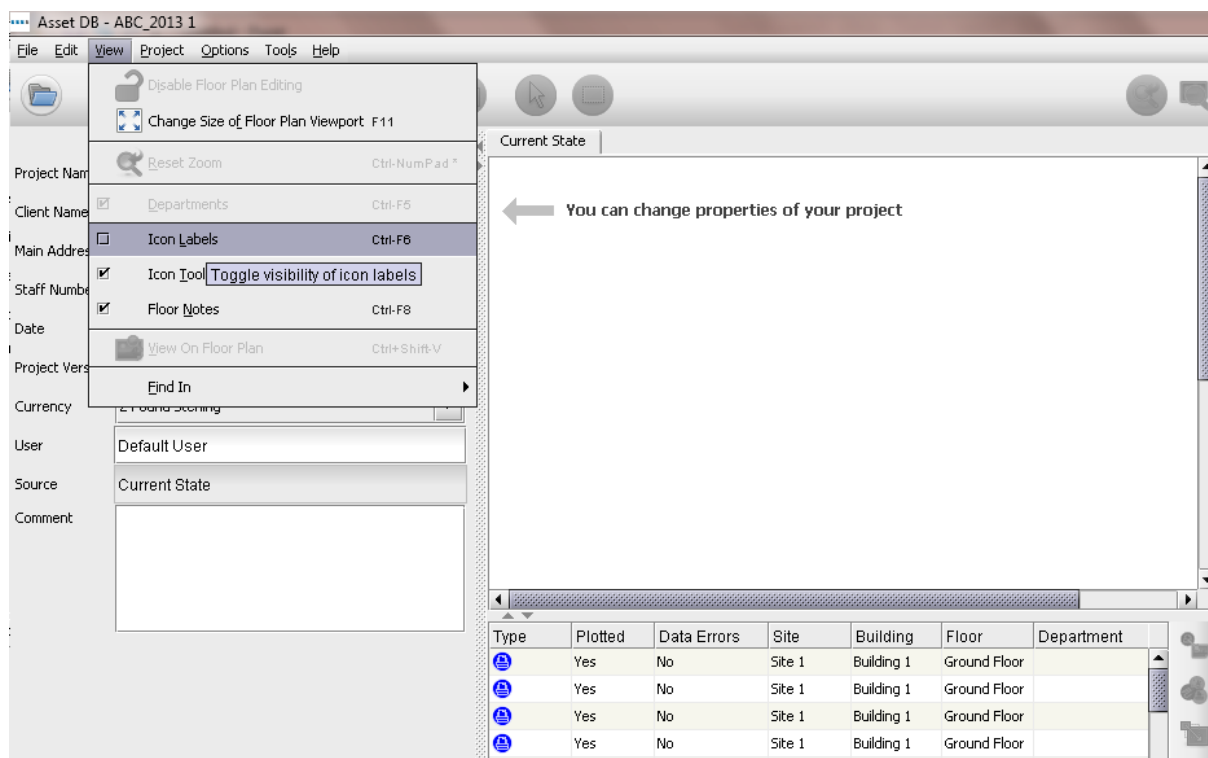 Asset DB - ABC_2013 1
File Edit View Project Options Tools Help
Disable Floor Plan Editing
Change Size of Floor Plan Viewport F11
Reset Zoom Ctrl-NumPad *
Departments Ctrl-F5
Icon Labels Ctrl-F6
Icon Tool
Toggle visibility of icon labels
Floor Notes Ctrl-F8
View On Floor Plan Ctrl+Shift-V
Find In
Project Nam
Client Name
Main Addres
Staff Numbe
Date
Project Vers
Currency
User Default User
Source Current State
Comment
Current State
You can change properties of your project
Type Plotted Data Errors Site Building Floor Department
Yes No Site 1 Building 1 Ground Floor
Yes No Site 1 Building 1 Ground Floor
Yes No Site 1 Building 1 Ground Floor
Yes No Site 1 Building 1 Ground Floor